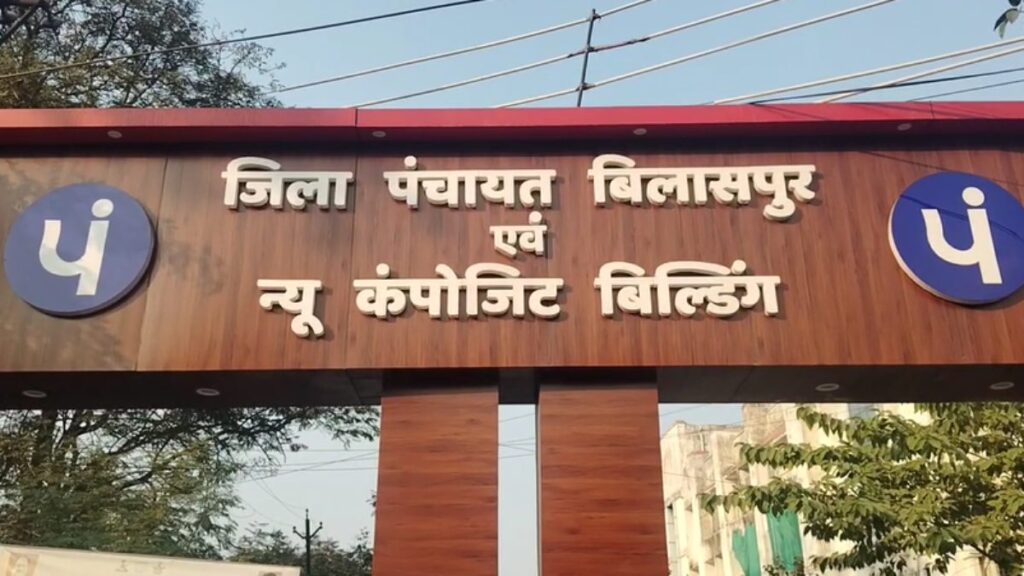 जिला पंचायत बिलासपुर
एवं
न्यू कंपोजिट बिल्डिंग
पं
पं